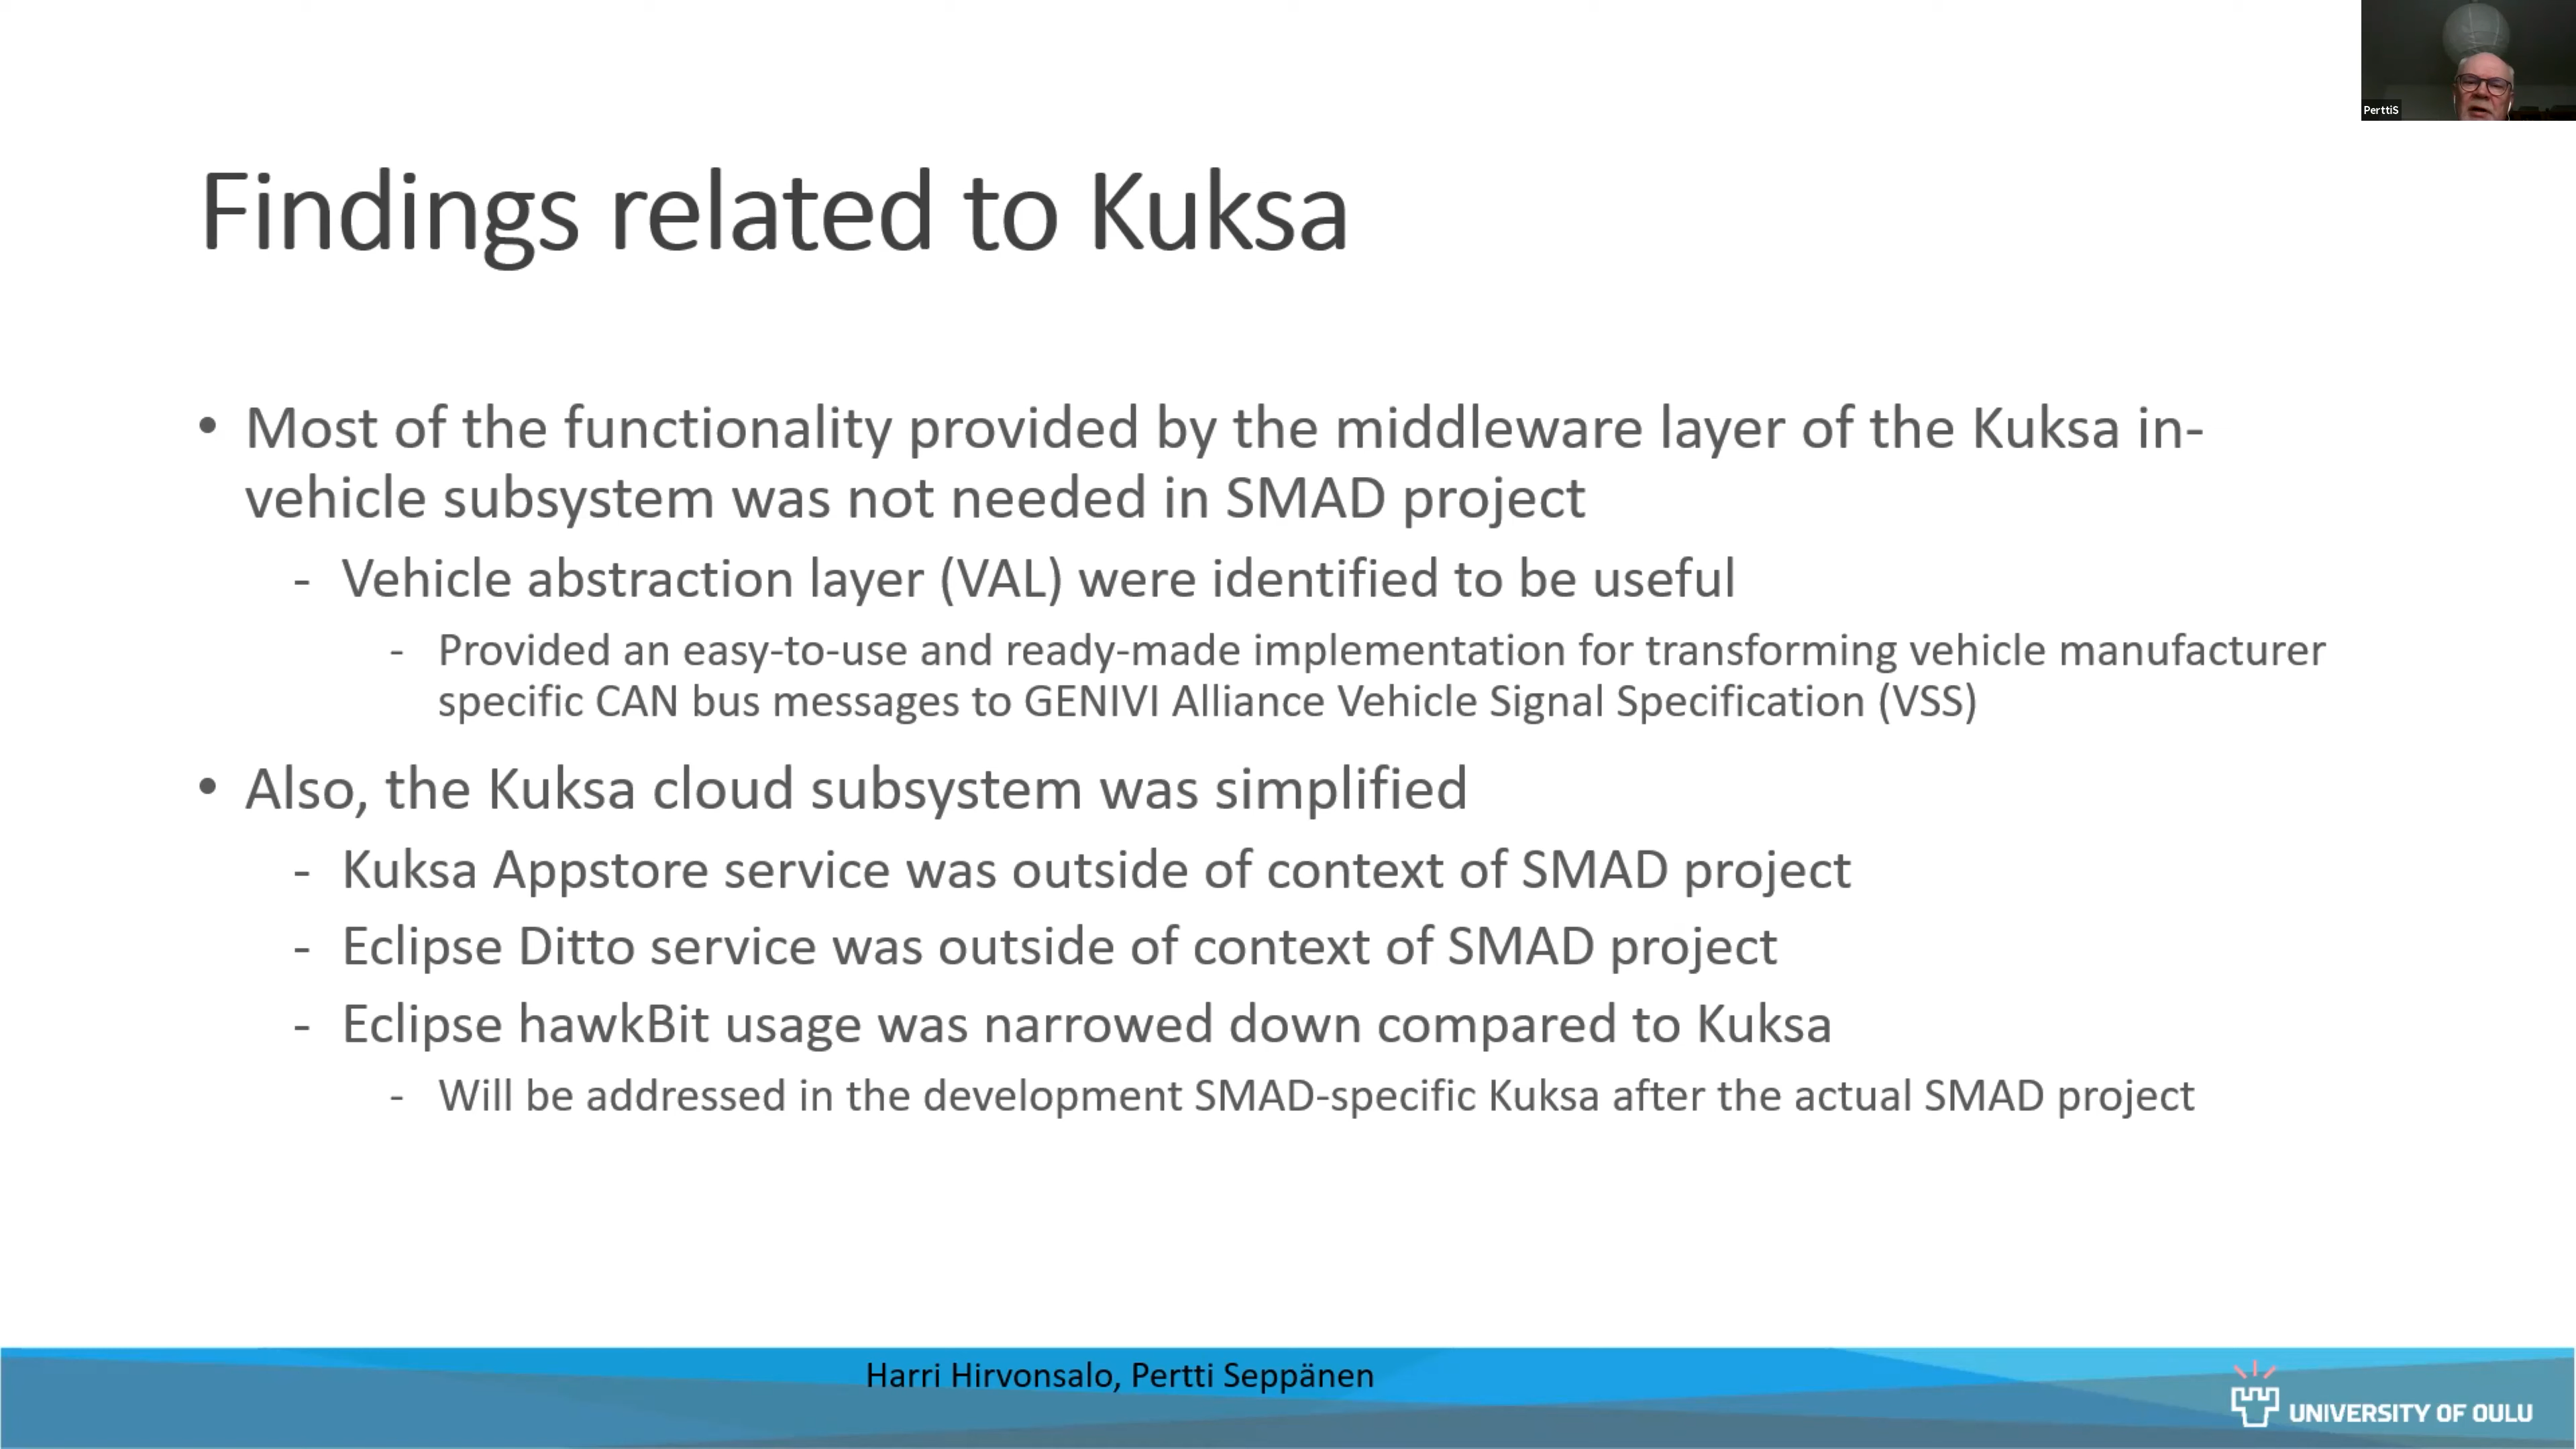 PerttiS
Findings related to Kuksa
• Most of the functionality provided by the middleware layer of the Kuksa in-
vehicle subsystem was not needed in SMAD project
- Vehicle abstraction layer (VAL) were identified to be useful
- Provided an easy-to-use and ready-made implementation for transforming vehicle manufacturer
specific CAN bus messages to GENIVI Alliance Vehicle Signal Specification (VSS)
• Also, the Kuksa cloud subsystem was simplified
- Kuksa Appstore service was outside of context of SMAD project
- Eclipse Ditto service was outside of context of SMAD project
- Eclipse hawkBit usage was narrowed down compared to Kuksa
- Will be addressed in the development SMAD-specific Kuksa after the actual SMAD project
Harri Hirvonsalo, Pertti Seppänen
UNIVERSITY OF OULU